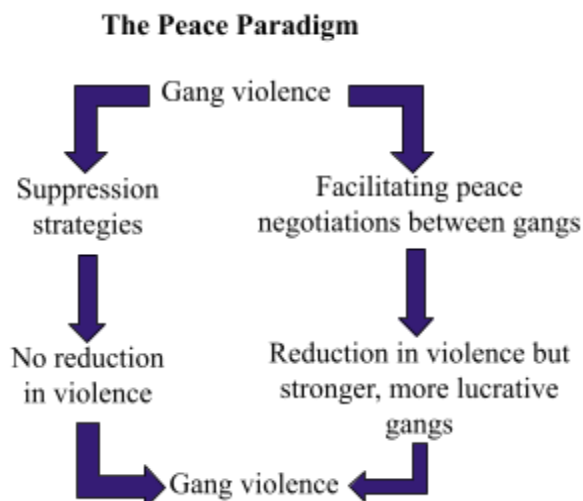 The Peace Paradigm
Gang violence
Suppression
strategies
Facilitating peace
negotiations between gangs
No reduction
in violence
Reduction in violence but
stronger, more lucrative
gangs
Gang violence